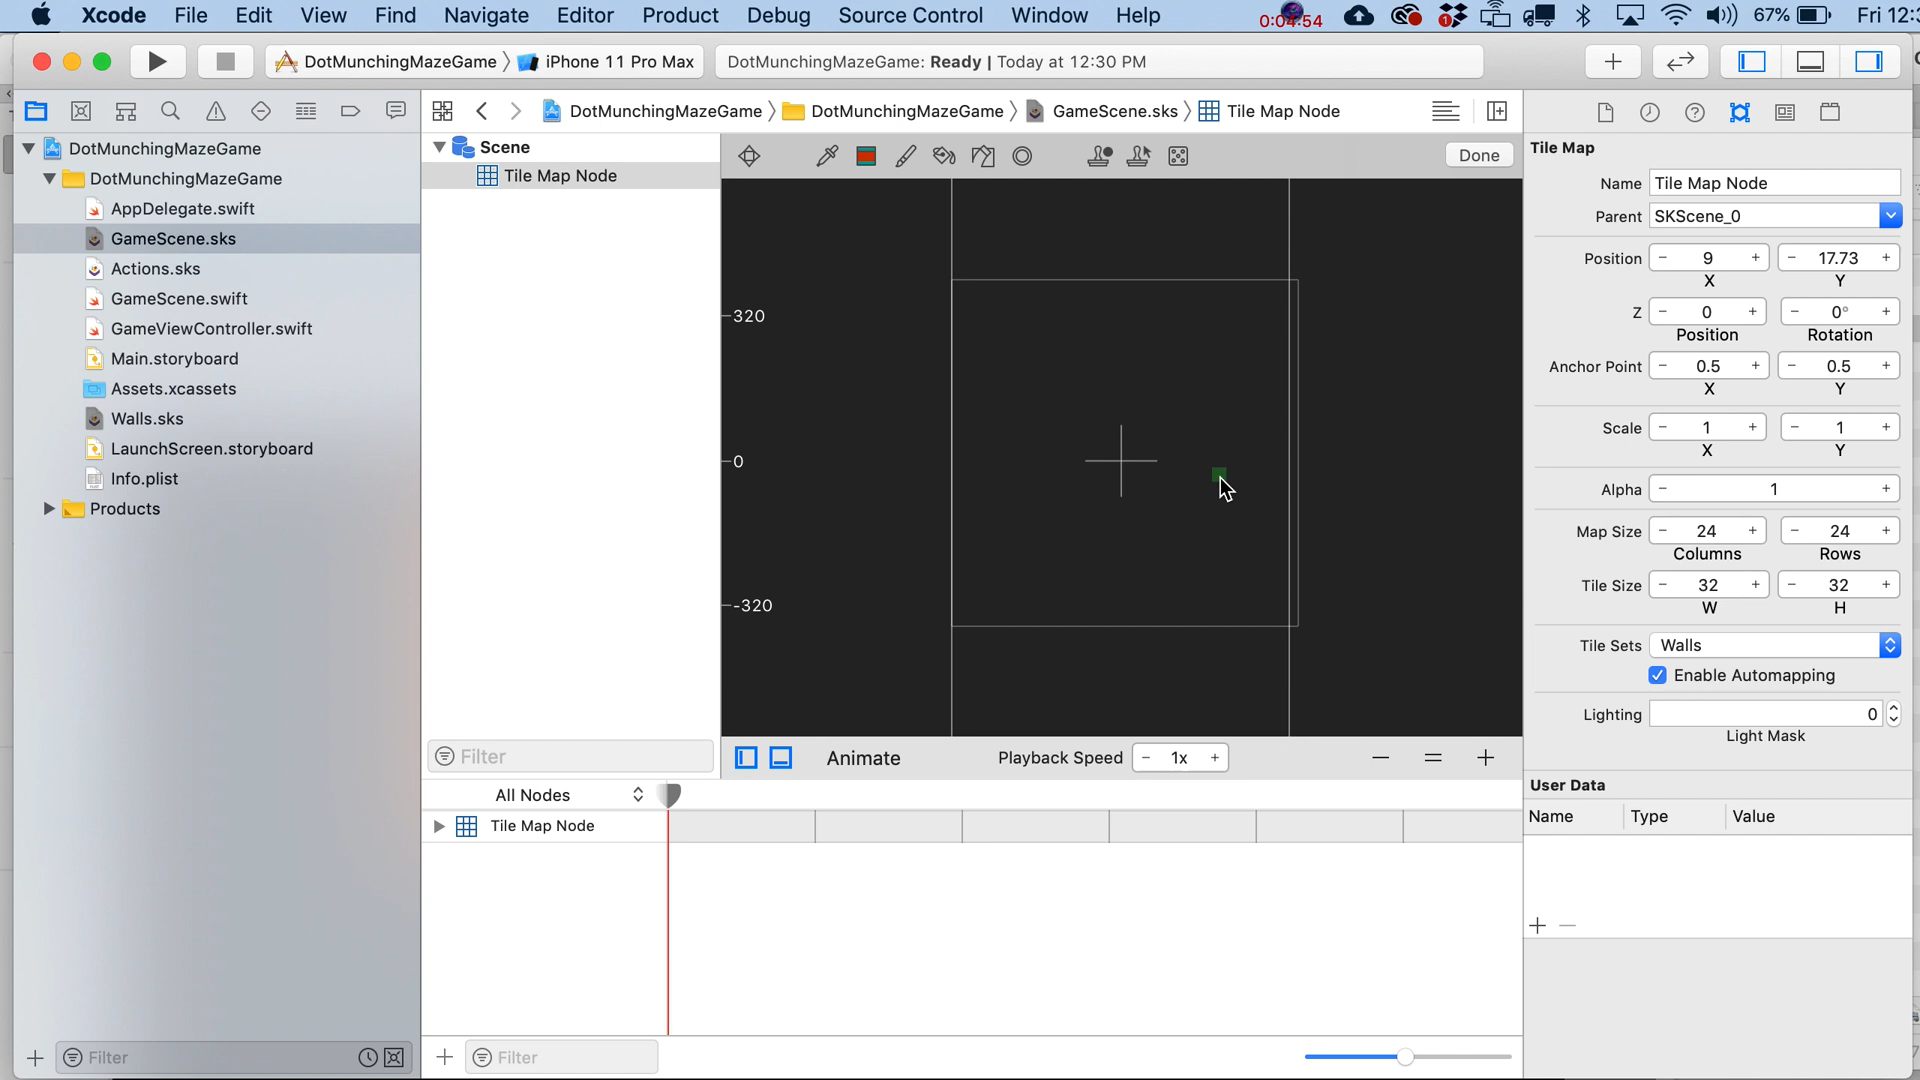 Xcode File Edit View Find Navigate Editor Product Debug Source Control Window Help 0:04:54 1 67% Fri 12:
DotMunchingMazeGame iPhone 11 Pro Max DotMunchingMazeGame: Ready | Today at 12:30 PM
DotMunchingMazeGame DotMunchingMazeGame GameScene.sks Tile Map Node
DotMunchingMazeGame
DotMunchingMazeGame
AppDelegate.swift
GameScene.sks
Actions.sks
GameScene.swift
GameViewController.swift
Main.storyboard
Assets.xcassets
Walls.sks
LaunchScreen.storyboard
Info.plist
Products
Filter
Scene
Tile Map Node
Filter
Done
320
0
-320
Animate Playback Speed - 1x +
All Nodes
Tile Map Node
Filter
Tile Map
Name Tile Map Node
Parent SKScene_0
Position - 9 + - 17.73 +
X Y
Z - 0 + - 0° +
Position Rotation
Anchor Point - 0.5 + - 0.5 +
X Y
Scale - 1 + - 1 +
X Y
Alpha - 1 +
Map Size - 24 + - 24 +
Columns Rows
Tile Size - 32 + - 32 +
W H
Tile Sets Walls
Enable Automapping
Lighting 0
Light Mask
User Data
Name Type Value